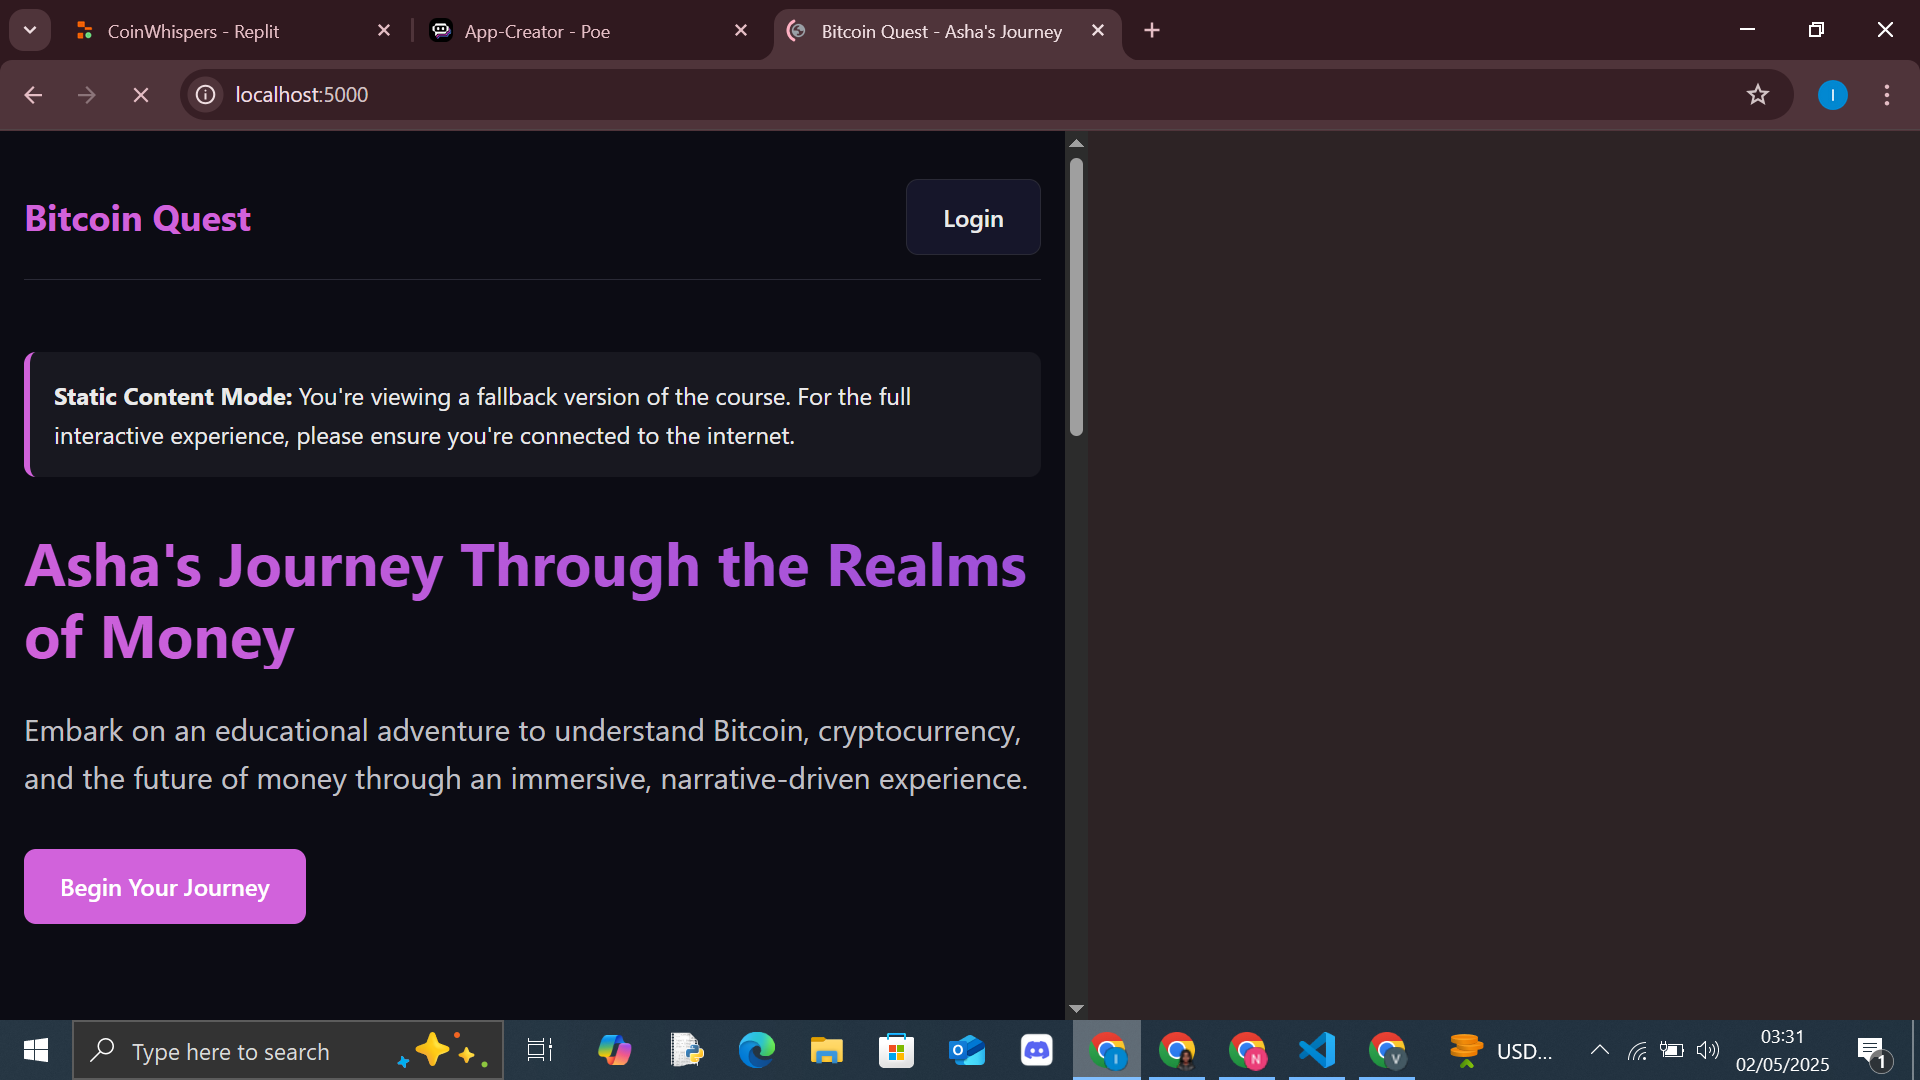 CoinWhispers - Replit
App-Creator - Poe
Bitcoin Quest - Asha's Journey
localhost:5000
I
Bitcoin Quest
Login
Static Content Mode: You're viewing a fallback version of the course. For the full
interactive experience, please ensure you're connected to the internet.
Asha's Journey Through the Realms
of Money
Embark on an educational adventure to understand Bitcoin, cryptocurrency,
and the future of money through an immersive, narrative-driven experience.
Begin Your Journey
Type here to search
I
N
V
USD...
03:31
02/05/2025
1